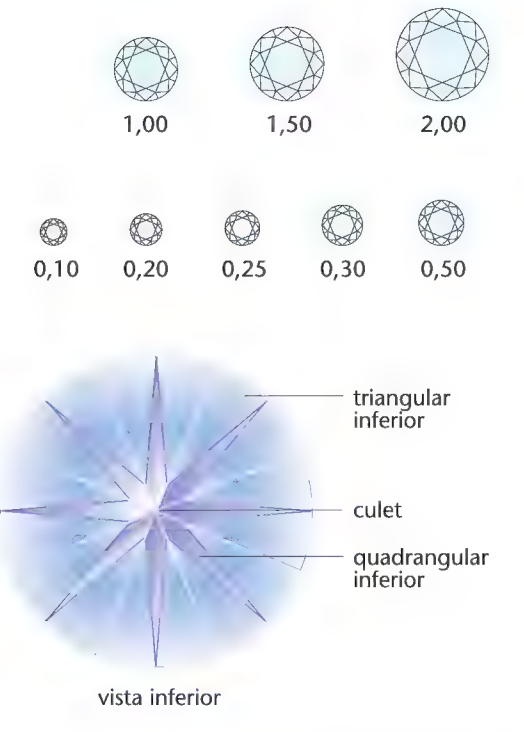 1,00 1,50 2,00
0,10 0,20 0,25 0,30 0,50
triangular
inferior
culet
quadrangular
inferior
vista inferior